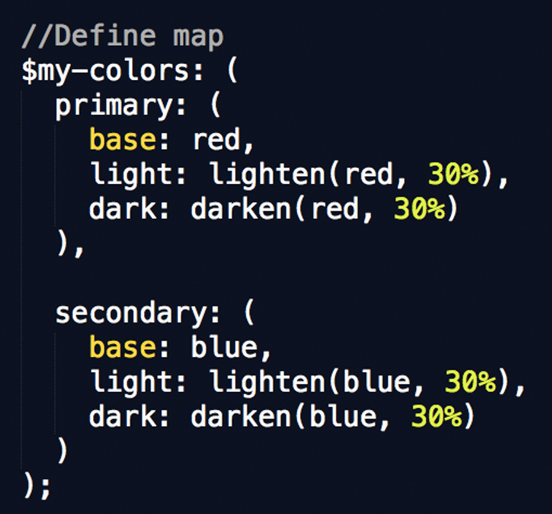 //Define map
$my-colors: (
  primary: (
    base: red,
    light: lighten(red, 30%),
    dark: darken(red, 30%)
  ),

  secondary: (
    base: blue,
    light: lighten(blue, 30%),
    dark: darken(blue, 30%)
  )
);